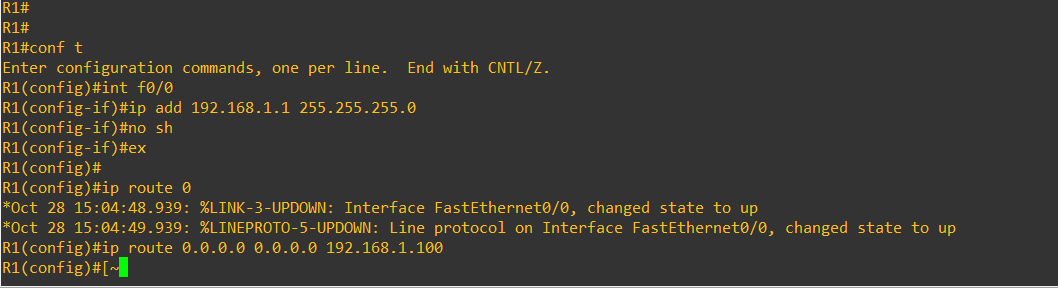 R1#
R1#
R1#conf t
Enter configuration commands, one per line.  End with CNTL/Z.
R1(config)#int f0/0
R1(config-if)#ip add 192.168.1.1 255.255.255.0
R1(config-if)#no sh
R1(config-if)#ex
R1(config)#
R1(config)#ip route 0
*Oct 28 15:04:48.939: %LINK-3-UPDOWN: Interface FastEthernet0/0, changed state to up
*Oct 28 15:04:49.939: %LINEPROTO-5-UPDOWN: Line protocol on Interface FastEthernet0/0, changed state to up
R1(config)#ip route 0.0.0.0 0.0.0.0 192.168.1.100
R1(config)#[~